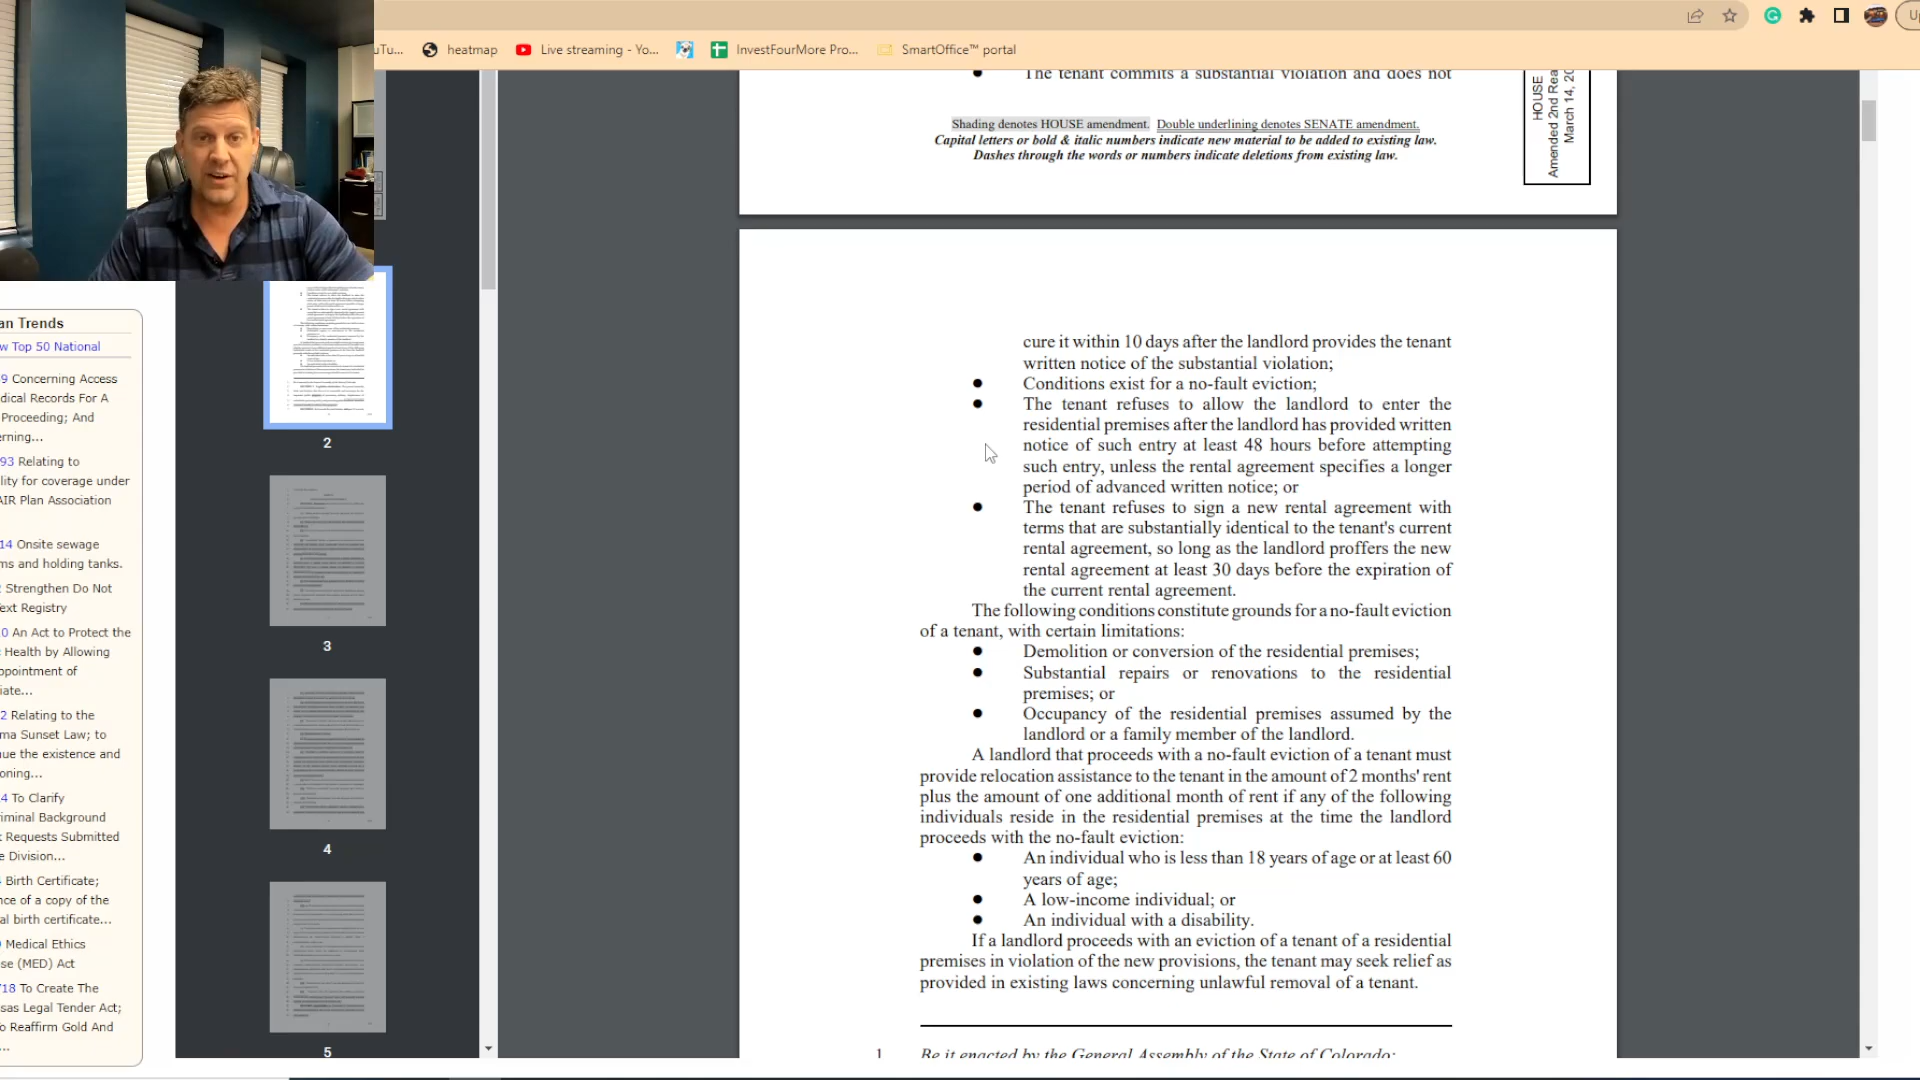 Up
uTu...
heatmap
Live streaming - Yo...
InvestFourMore Pro...
SmartOffice™ portal
The tenant commits a substantial violation and does not
Shading denotes HOUSE amendment. Double underlining denotes SENATE amendment.
Capital letters or bold & italic numbers indicate new material to be added to existing law.
Dashes through the words or numbers indicate deletions from existing law.
HOUSE
Amended 2nd Rea
March 14, 20
cure it within 10 days after the landlord provides the tenant
written notice of the substantial violation;
● Conditions exist for a no-fault eviction;
● The tenant refuses to allow the landlord to enter the
residential premises after the landlord has provided written
notice of such entry at least 48 hours before attempting
such entry, unless the rental agreement specifies a longer
period of advanced written notice; or
● The tenant refuses to sign a new rental agreement with
terms that are substantially identical to the tenant's current
rental agreement, so long as the landlord proffers the new
rental agreement at least 30 days before the expiration of
the current rental agreement.
The following conditions constitute grounds for a no-fault eviction
of a tenant, with certain limitations:
● Demolition or conversion of the residential premises;
● Substantial repairs or renovations to the residential
premises; or
● Occupancy of the residential premises assumed by the
landlord or a family member of the landlord.
A landlord that proceeds with a no-fault eviction of a tenant must
provide relocation assistance to the tenant in the amount of 2 months' rent
plus the amount of one additional month of rent if any of the following
individuals reside in the residential premises at the time the landlord
proceeds with the no-fault eviction:
● An individual who is less than 18 years of age or at least 60
years of age;
● A low-income individual; or
● An individual with a disability.
If a landlord proceeds with an eviction of a tenant of a residential
premises in violation of the new provisions, the tenant may seek relief as
provided in existing laws concerning unlawful removal of a tenant.
1 Be it enacted by the General Assembly of the State of Colorado:
an Trends
w Top 50 National
9 Concerning Access
dical Records For A
Proceeding; And
erning...
93 Relating to
lity for coverage under
AIR Plan Association
14 Onsite sewage
ms and holding tanks.
Strengthen Do Not
ext Registry
0 An Act to Protect the
Health by Allowing
ppointment of
iate...
2 Relating to the
ma Sunset Law; to
nue the existence and
oning...
4 To Clarify
iminal Background
k Requests Submitted
e Division...
Birth Certificate;
nce of a copy of the
al birth certificate...
Medical Ethics
se (MED) Act
718 To Create The
sas Legal Tender Act;
o Reaffirm Gold And
...
2
3
4
5